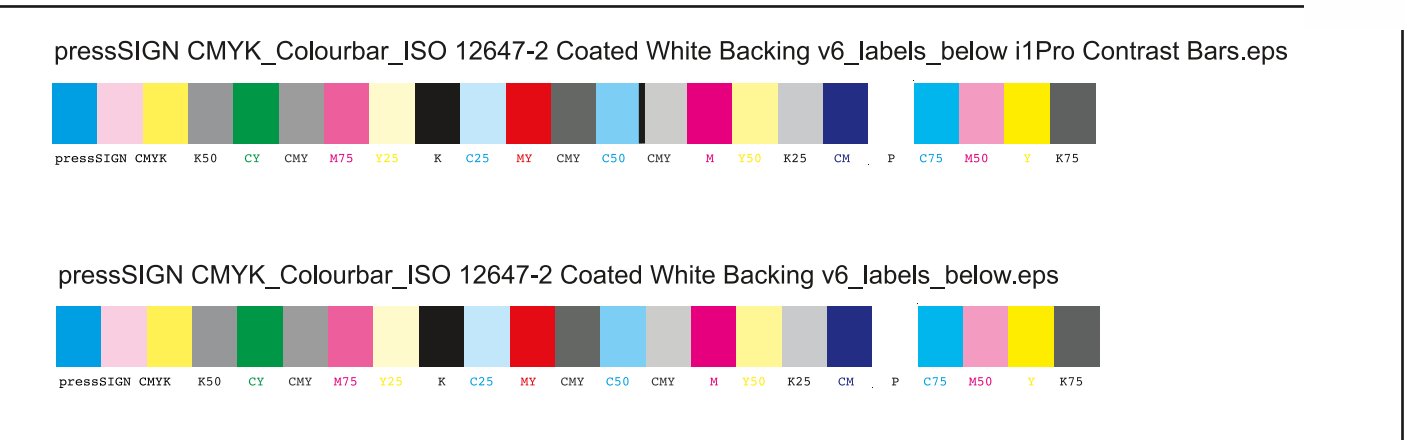 pressSIGN CMYK_Colourbar_ISO 12647-2 Coated White Backing v6_labels_below i1Pro Contrast Bars.eps
pressSIGN CMYK K50 CY CMY M75 Y25 K C25 MY CMY C50 CMY M Y50 K25 CM . P C75 M50 Y K75
pressSIGN CMYK_Colourbar_ISO 12647-2 Coated White Backing v6_labels_below.eps
pressSIGN CMYK K50 CY CMY M75 Y25 K C25 MY CMY C50 CMY M Y50 K25 CM . P C75 M50 Y K75